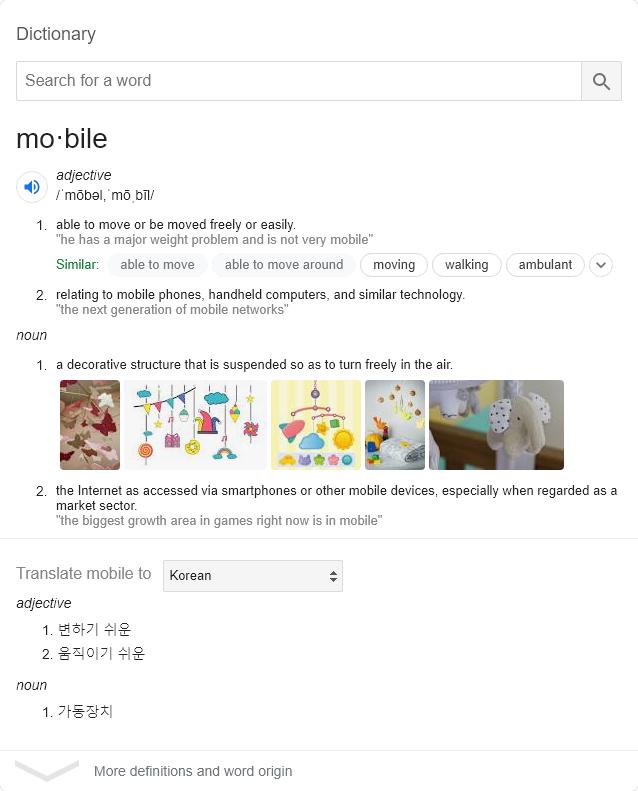 Dictionary
Search for a word
mo·bile
adjective
/ˈmōbəl,ˈmōˌbīl/
1. able to move or be moved freely or easily.
"he has a major weight problem and is not very mobile"
Similar: able to move able to move around moving walking ambulant
2. relating to mobile phones, handheld computers, and similar technology.
"the next generation of mobile networks"
noun
1. a decorative structure that is suspended so as to turn freely in the air.
2. the Internet as accessed via smartphones or other mobile devices, especially when regarded as a
market sector.
"the biggest growth area in games right now is in mobile"
Translate mobile to Korean
adjective
1. 변하기 쉬운
2. 움직이기 쉬운
noun
1. 가동장치
More definitions and word origin